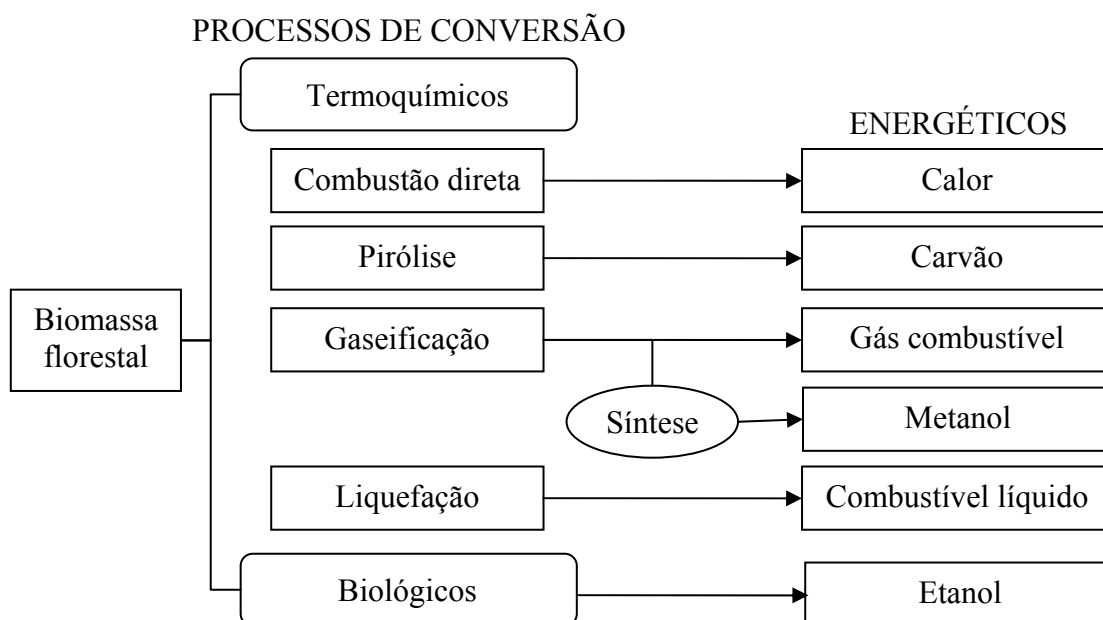 PROCESSOS DE CONVERSÃO
Termoquímicos
ENERGÉTICOS
Combustão direta
Calor
Pirólise
Carvão
Biomassa
florestal
Gaseificação
Gás combustível
Síntese
Metanol
Liquefação
Combustível líquido
Biológicos
Etanol